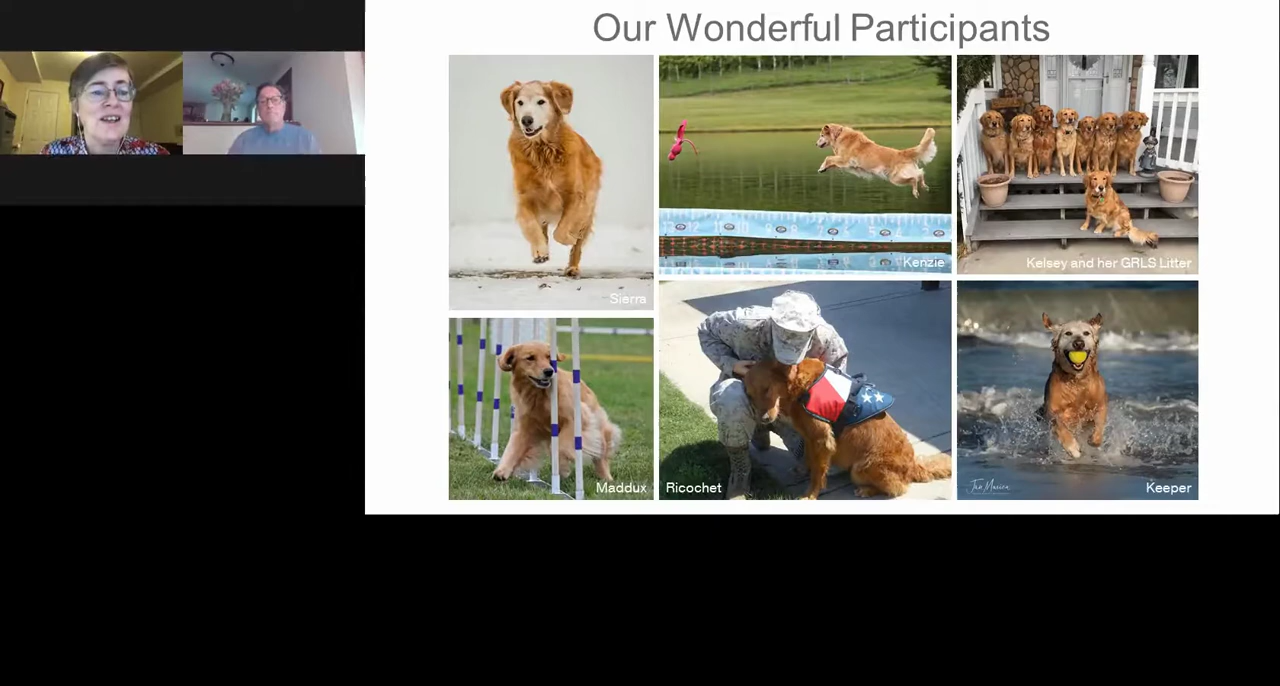 Our Wonderful Participants
Sierra
Kenzie
Kelsey and her GRLS Litter
Maddux
Ricochet
Keeper